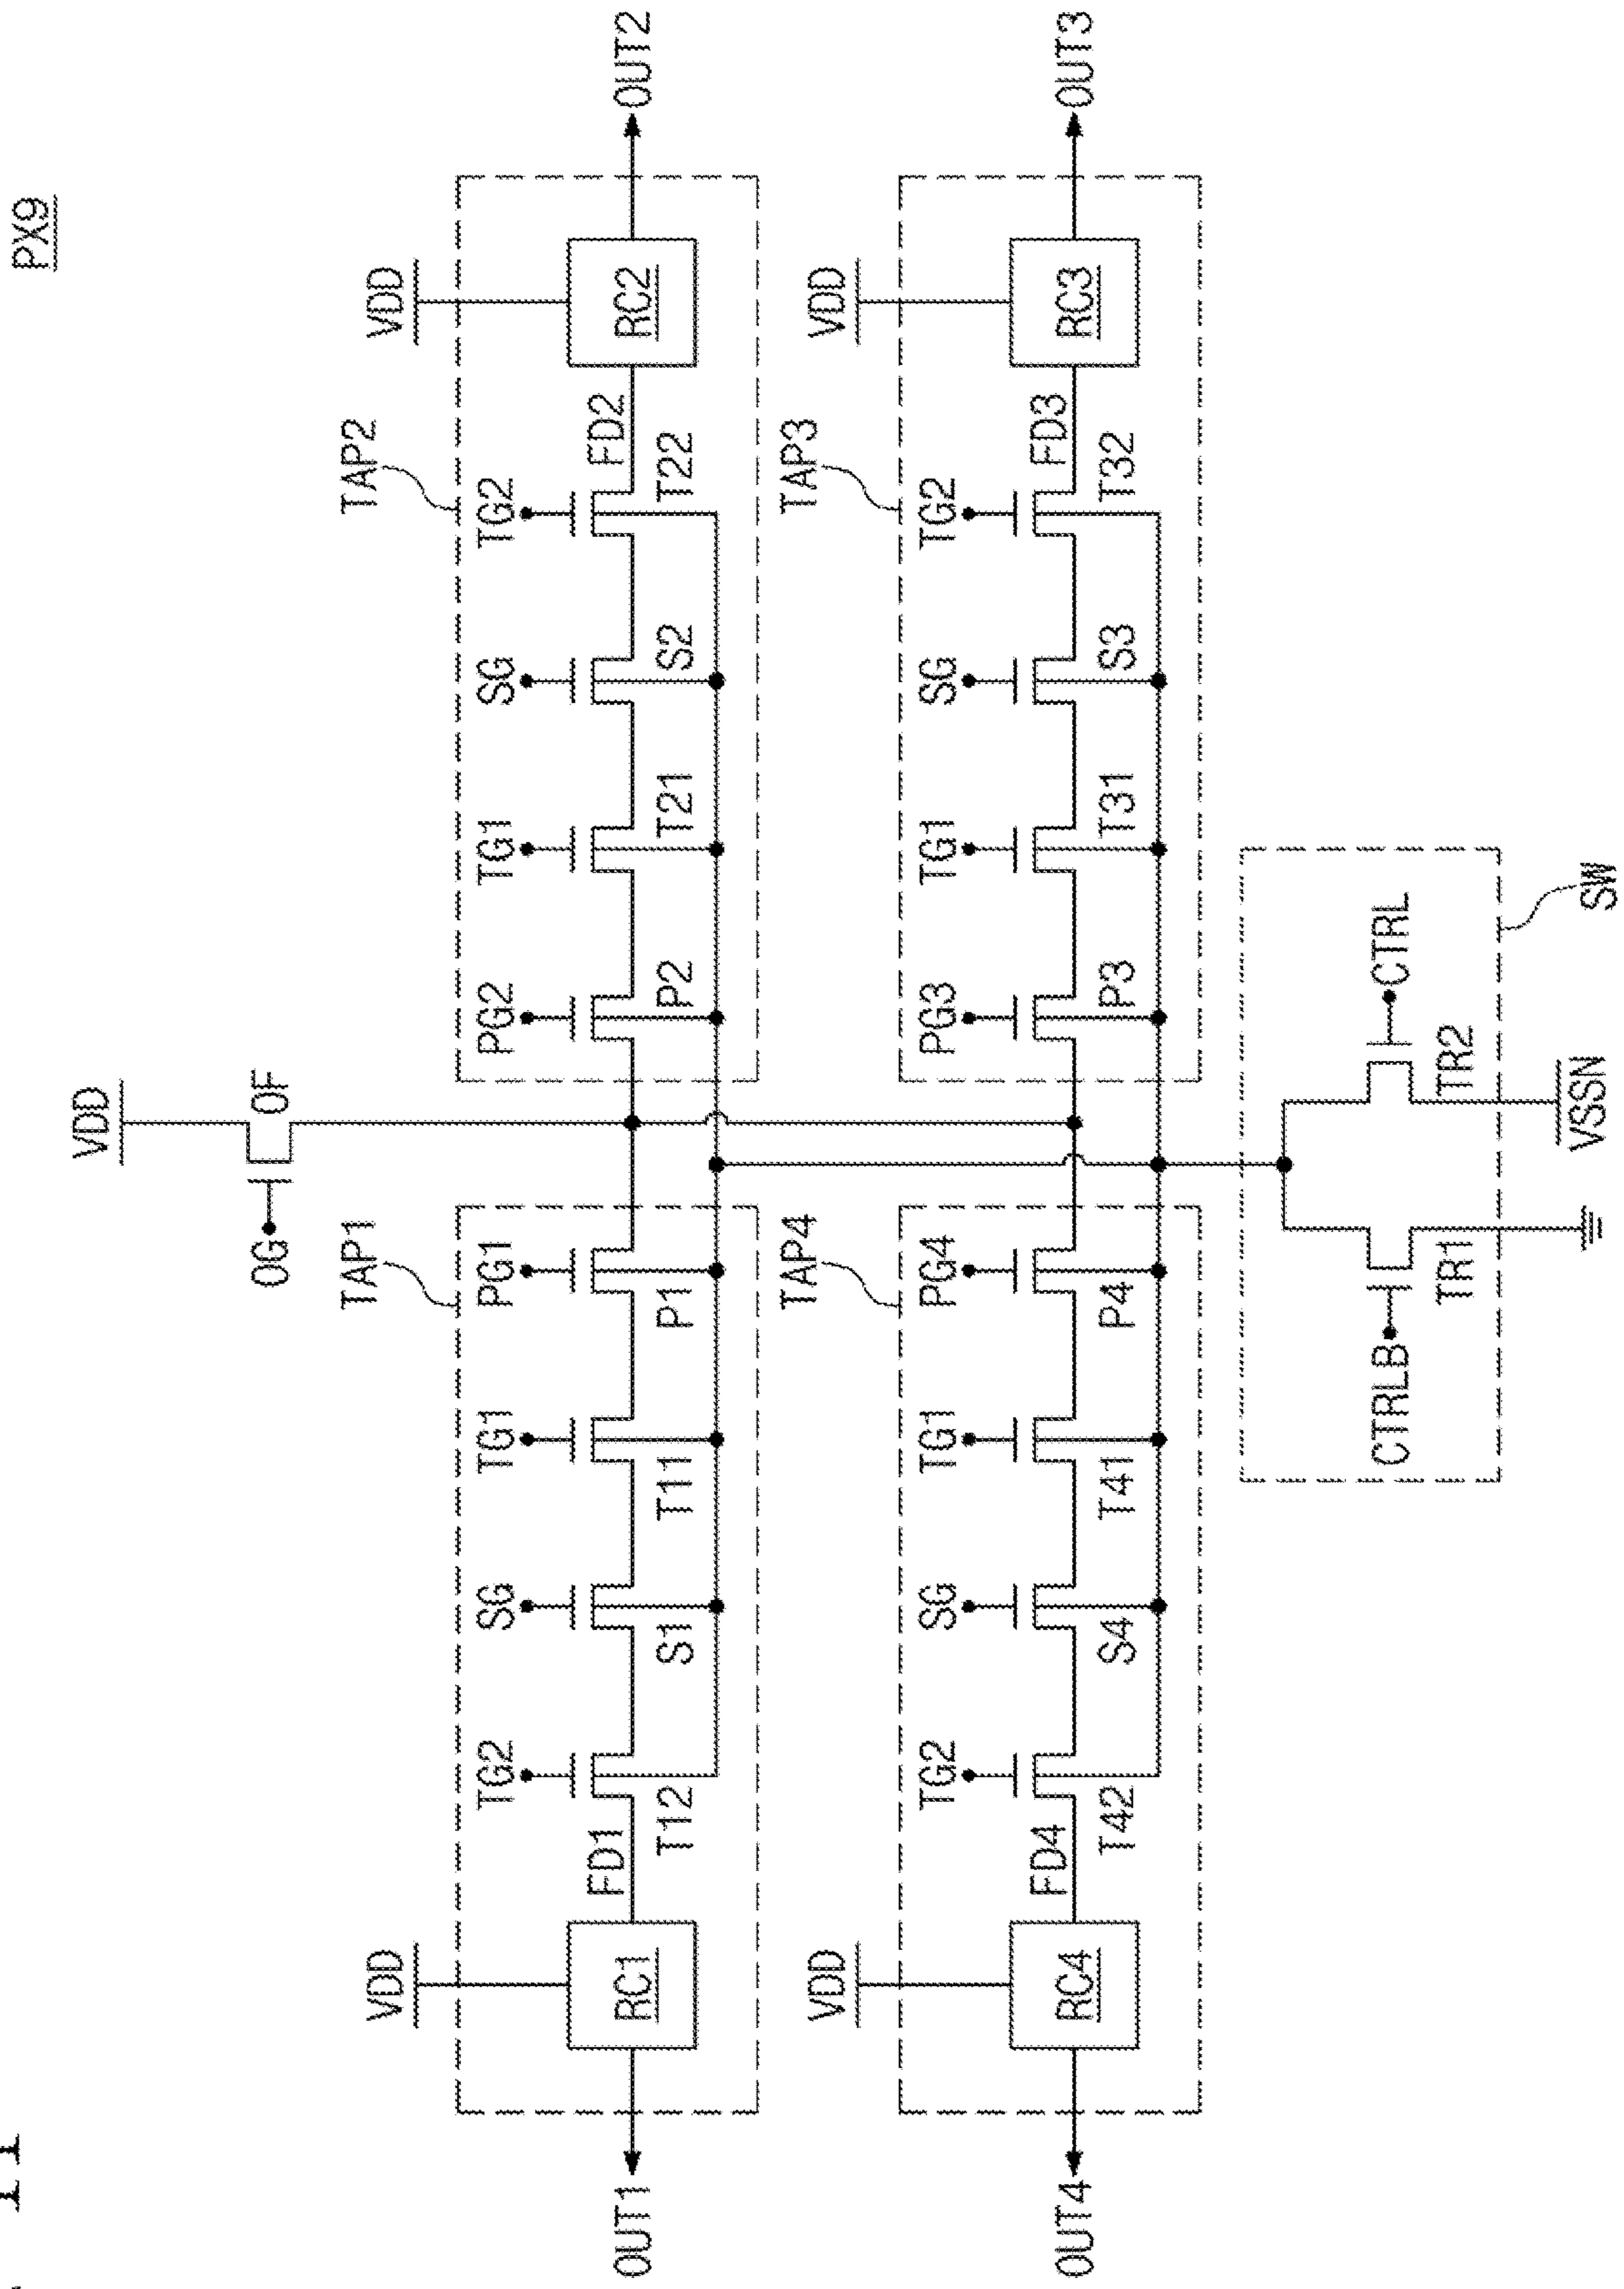 PX9
VDD
OG OF
TAP1 TAP2
VDD TG2 SG TG1 PG1 PG2 TG1 SG TG2 VDD
OUT1 RC1 FD1 FD2 RC2 OUT2
T12 S1 T11 P1 P2 T21 S2 T22
TAP4 TAP3
VDD TG2 SG TG1 PG4 PG3 TG1 SG TG2 VDD
OUT4 RC4 FD4 FD3 RC3 OUT3
T42 S4 T41 P4 P3 T31 S3 T32
CTRLB CTRL
TR1 TR2
VSSN
SW